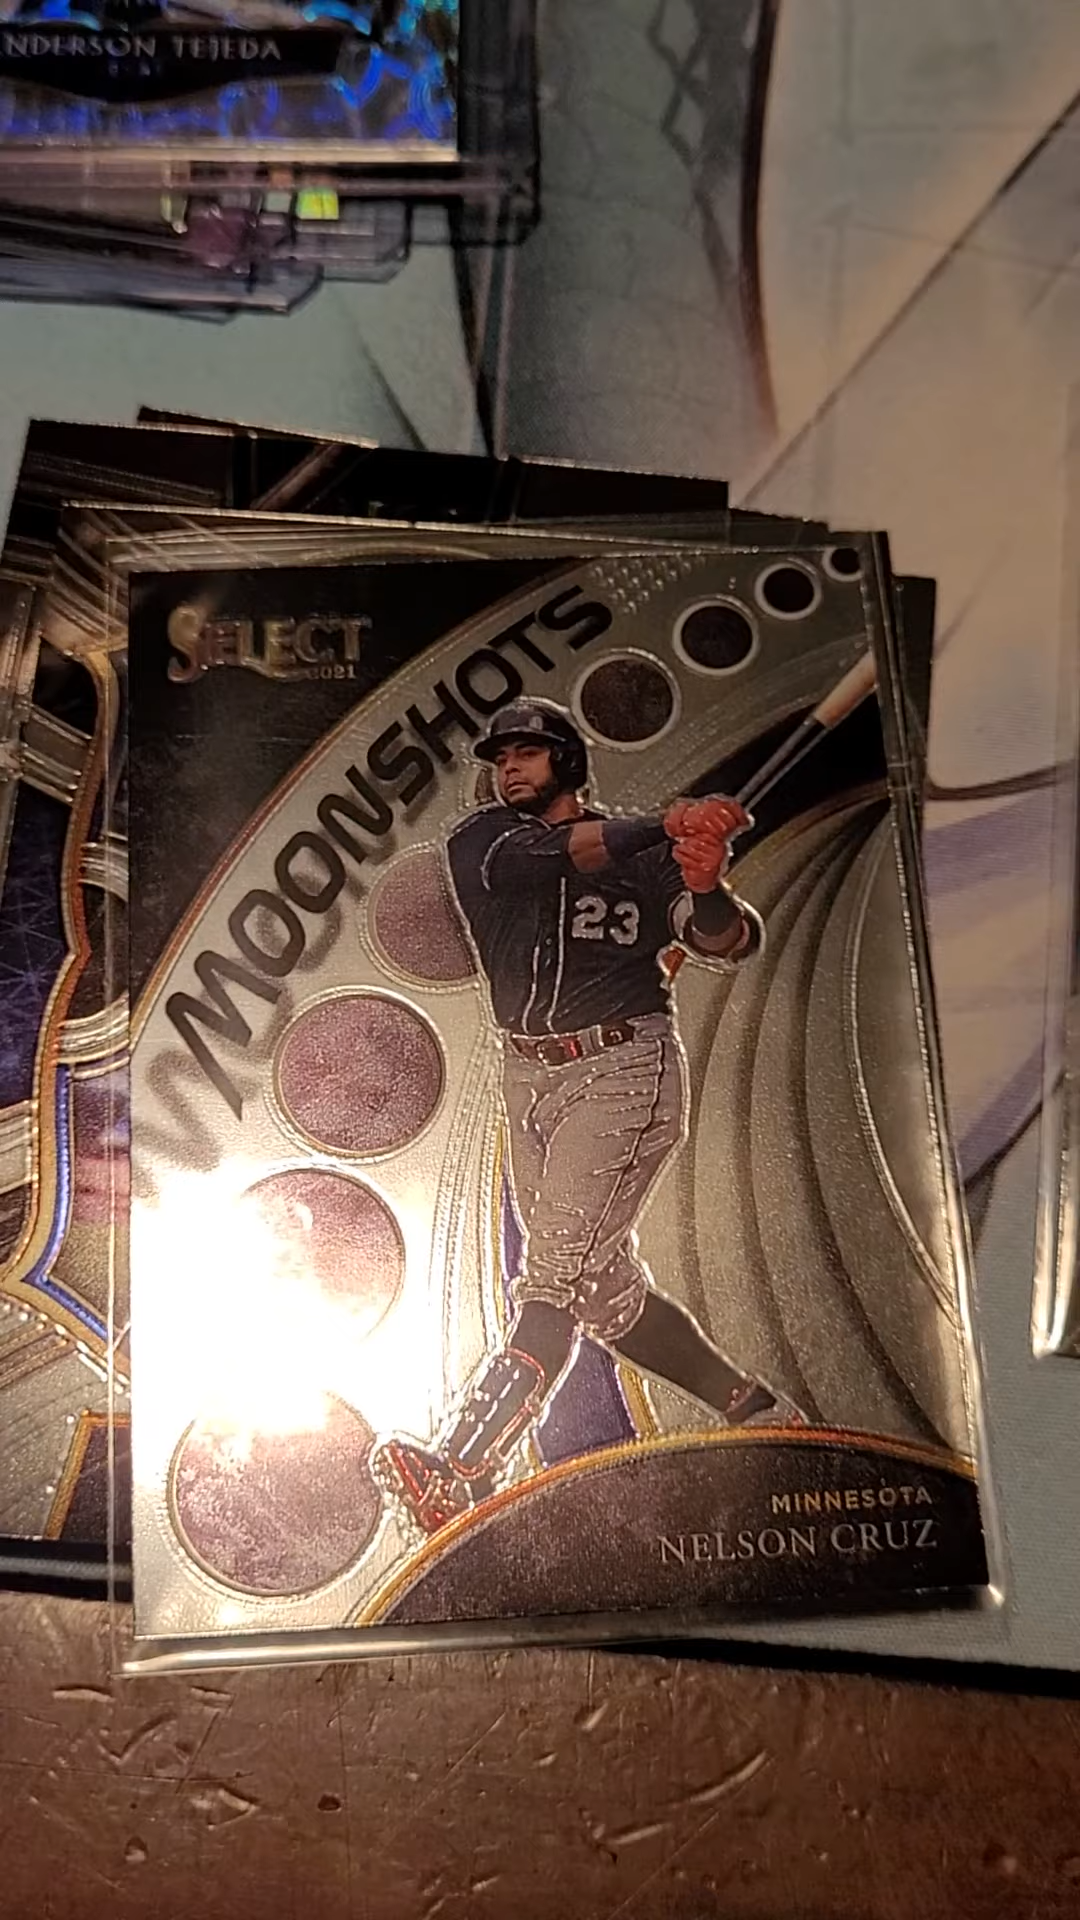 NDERSON TEJEDA
SELECT
2021
MOONSHOTS
23
MINNESOTA
NELSON CRUZ